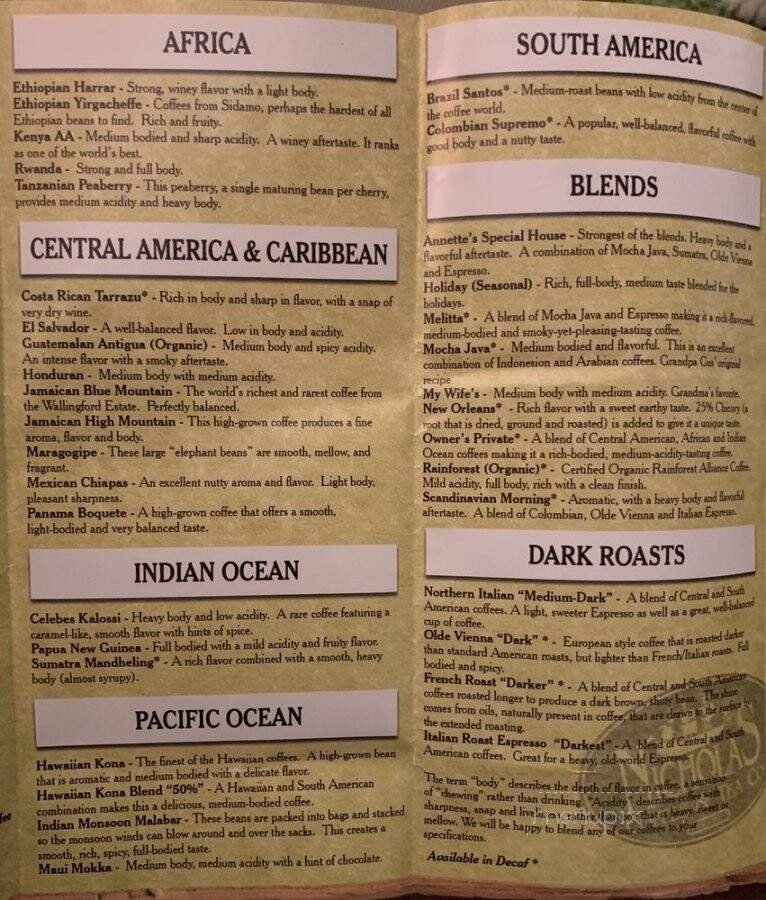 AFRICA
Ethiopian Harrar - Strong, winey flavor with a light body.
Ethiopian Yirgacheffe - Coffees from Sidamo, perhaps the hardest of all
Ethiopian beans to find. Rich and fruity.
Kenya AA - Medium bodied and sharp acidity. A winey aftertaste. It ranks
as one of the world's best.
Rwanda - Strong and full body.
Tanzanian Peaberry - This peaberry, a single maturing bean per cherry,
provides medium acidity and heavy body.
CENTRAL AMERICA & CARIBBEAN
Costa Rican Tarrazu* - Rich in body and sharp in flavor, with a snap of
very dry wine.
El Salvador - A well-balanced flavor. Low in body and acidity.
Guatemalan Antigua (Organic) - Medium body and spicy acidity.
An intense flavor with a smoky aftertaste.
Honduran - Medium body with medium acidity.
Jamaican Blue Mountain - The world's richest and rarest coffee from
the Wallingford Estate. Perfectly balanced.
Jamaican High Mountain - This high-grown coffee produces a fine
aroma, flavor and body.
Maragogipe - These large "elephant beans" are smooth, mellow, and
fragrant.
Mexican Chiapas - An excellent nutty aroma and flavor. Light body,
pleasant sharpness.
Panama Boquete - A high-grown coffee that offers a smooth,
light-bodied and very balanced taste.
INDIAN OCEAN
Celebes Kalossi - Heavy body and low acidity. A rare coffee featuring a
caramel-like, smooth flavor with hints of spice.
Papua New Guinea - Full bodied with a mild acidity and fruity flavor.
Sumatra Mandheling* - A rich flavor combined with a smooth, heavy
body (almost syrupy).
PACIFIC OCEAN
Hawaiian Kona - The finest of the Hawaiian coffees. A high-grown bean
that is aromatic and medium bodied with a delicate flavor.
Hawaiian Kona Blend "50%" - A Hawaiian and South American
combination makes this a delicious, medium-bodied coffee.
Indian Monsoon Malabar - These beans are packed into bags and stacked
so the monsoon winds can blow around and over the sacks. This creates a
smooth, rich, spicy, full-bodied taste.
Maui Mokka - Medium body, medium acidity with a hint of chocolate.
SOUTH AMERICA
Brazil Santos* - Medium-roast beans with low acidity from the center of
the coffee world.
Colombian Supremo* - A popular, well-balanced, flavorful coffee with
good body and a nutty taste.
BLENDS
Annette's Special House - Strongest of the blends. Heavy body and a
flavorful aftertaste. A combination of Mocha Java, Sumatra, Olde Vienna
and Espresso.
Holiday (Seasonal) - Rich, full-body, medium taste blended for the
holidays.
Melitta* - A blend of Mocha Java and Espresso making it a rich-flavored,
medium-bodied and smoky-yet-pleasing-tasting coffee.
Mocha Java* - Medium bodied and flavorful. This is an excellent
combination of Indonesion and Arabian coffees. Grandpa Gus' original
recipe
My Wife's - Medium body with medium acidity. Grandma's favorite.
New Orleans* - Rich flavor with a sweet earthy taste. 25% Chicory (a
root that is dried, ground and roasted) is added to give it a unique taste.
Owner's Private* - A blend of Central American, African and Indian
Ocean coffees making it a rich-bodied, medium-acidity-tasting coffee.
Rainforest (Organic)* - Certified Organic Rainforest Alliance Coffee.
Mild acidity, full body, rich with a clean finish.
Scandinavian Morning* - Aromatic, with a heavy body and flavorful
aftertaste. A blend of Colombian, Olde Vienna and Italian Espresso.
DARK ROASTS
Northern Italian "Medium-Dark" - A blend of Central and South
American coffees. A light, sweeter Espresso as well as a great, well-balanced
cup of coffee.
Olde Vienna "Dark" * - European style coffee that is roasted darker
than standard American roasts, but lighter than French/Italian roasts. Full
bodied and spicy.
French Roast "Darker" * - A blend of Central and South American
coffees roasted longer to produce a dark brown, shiny bean. The shine
comes from oils, naturally present in coffee, that are drawn to the surface by
the extended roasting.
Italian Roast Espresso "Darkest" - A blend of Central and South
American coffees. Great for a heavy, old-world Espresso.
The term "body" describes the depth of flavor in coffee, a sensation
of "chewing" rather than drinking. "Acidity" describes coffee with
sharpness, snap and rather than that is heavy, sweet or
mellow. We will be happy to blend any of our coffees to your
specifications.
Available in Decaf *
NICHOLAS